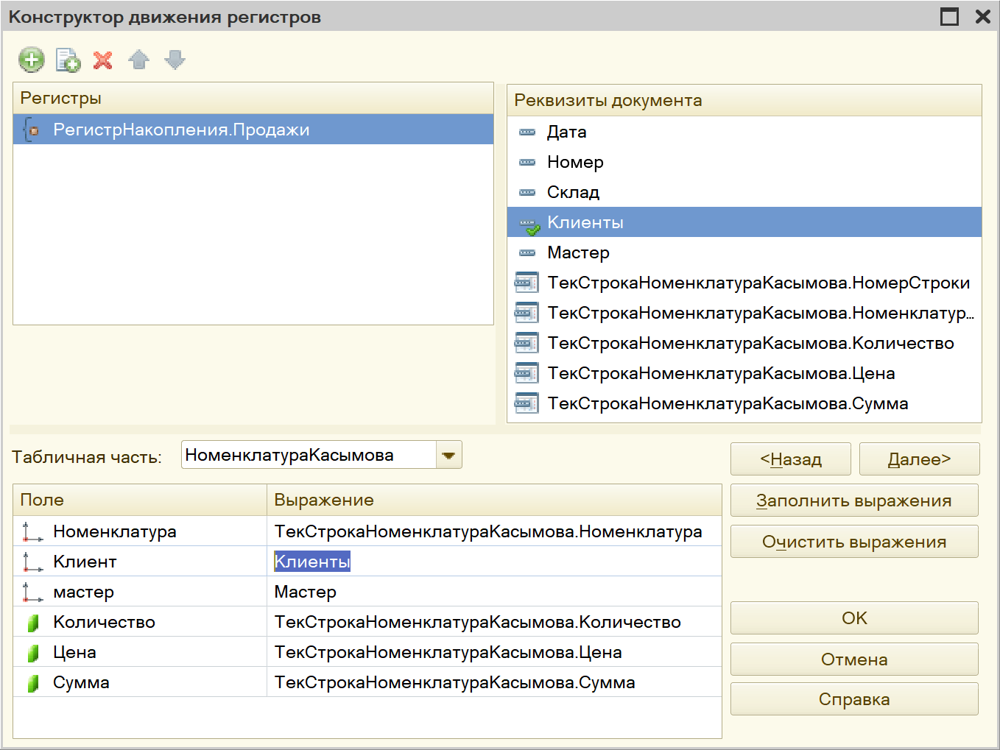 Конструктор движения регистров
Регистры
РегистрНакопления.Продажи
Реквизиты документа
Дата
Номер
Склад
Клиенты
Мастер
ТекСтрокаНоменклатураКасымова.НомерСтроки
ТекСтрокаНоменклатураКасымова.Номенклатур...
ТекСтрокаНоменклатураКасымова.Количество
ТекСтрокаНоменклатураКасымова.Цена
ТекСтрокаНоменклатураКасымова.Сумма
Табличная часть: НоменклатураКасымова
<Назад Далее>
Поле Выражение
Номенклатура ТекСтрокаНоменклатураКасымова.Номенклатура
Клиент Клиенты
мастер Мастер
Количество ТекСтрокаНоменклатураКасымова.Количество
Цена ТекСтрокаНоменклатураКасымова.Цена
Сумма ТекСтрокаНоменклатураКасымова.Сумма
Заполнить выражения
Очистить выражения
ОК
Отмена
Справка